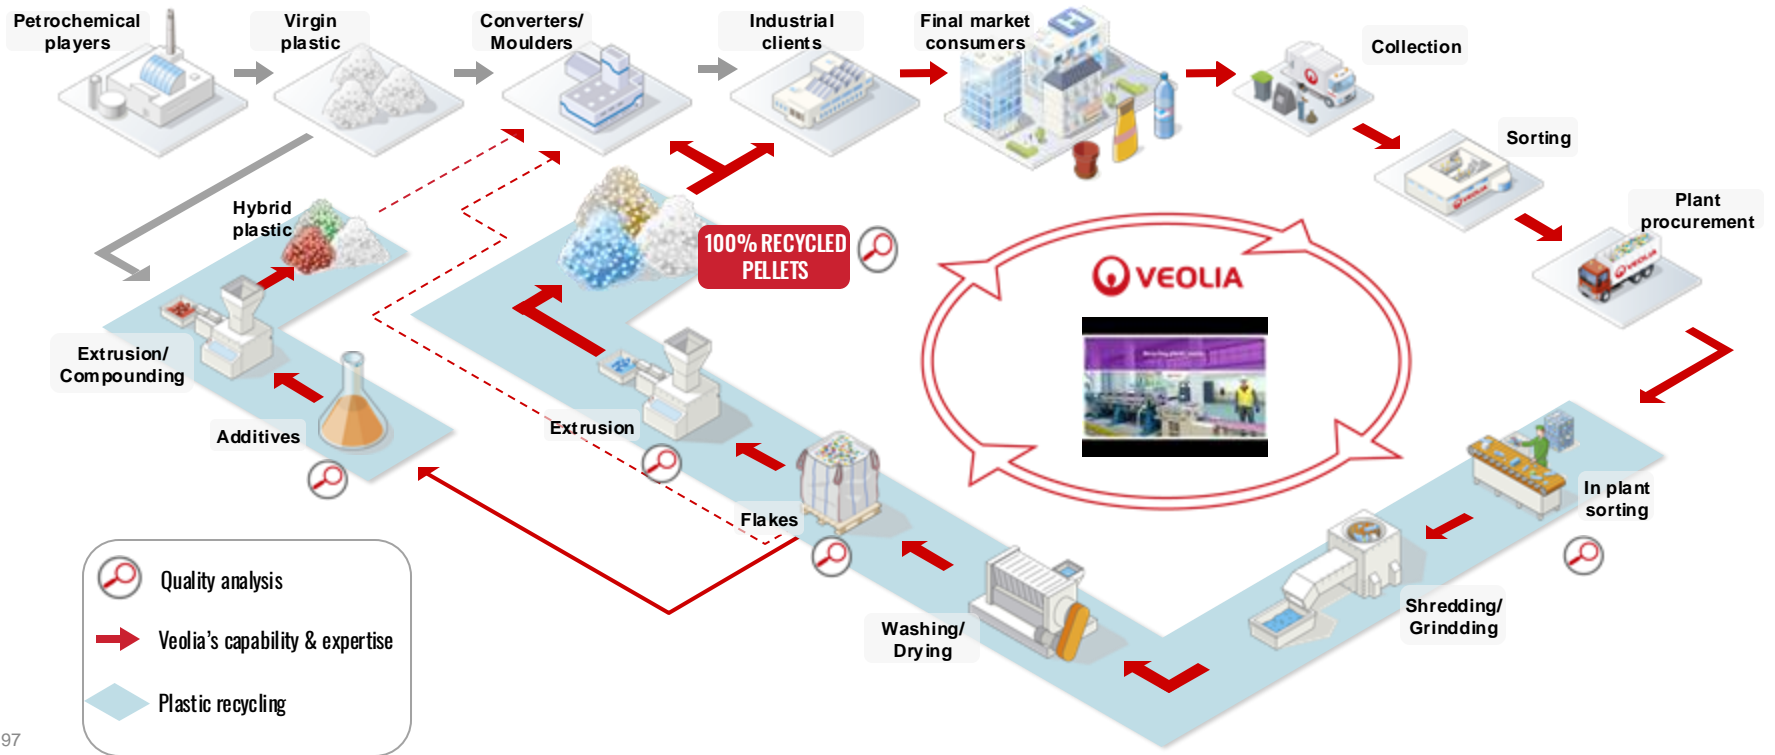 Petrochemical
players
Virgin
plastic
Converters/
Moulders
Industrial
clients
Final market
consumers
Collection
Sorting
Plant
procurement
Hybrid
plastic
100% RECYCLED
PELLETS
VEOLIA
VEOLIA
VEOLIA
Extrusion/
Compounding
Additives
Extrusion
Flakes
In plant
sorting
Shredding/
Grindding
Washing/
Drying
Quality analysis
Veolia's capability & expertise
Plastic recycling
97